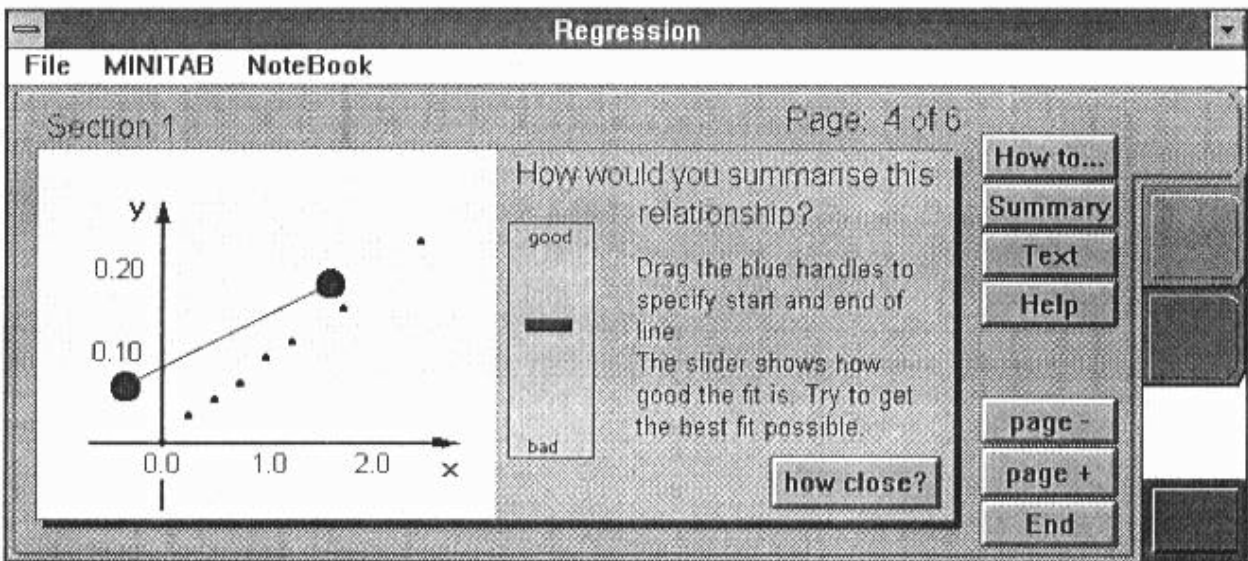 Regression
File MINITAB NoteBook
Section 1
Page: 4 of 6
y
0.20
0.10
0.0 1.0 2.0
x
How would you summarise this
relationship?
good
bad
Drag the blue handles to
specify start and end of
line.
The slider shows how
good the fit is. Try to get
the best fit possible.
how close?
How to...
Summary
Text
Help
page -
page +
End